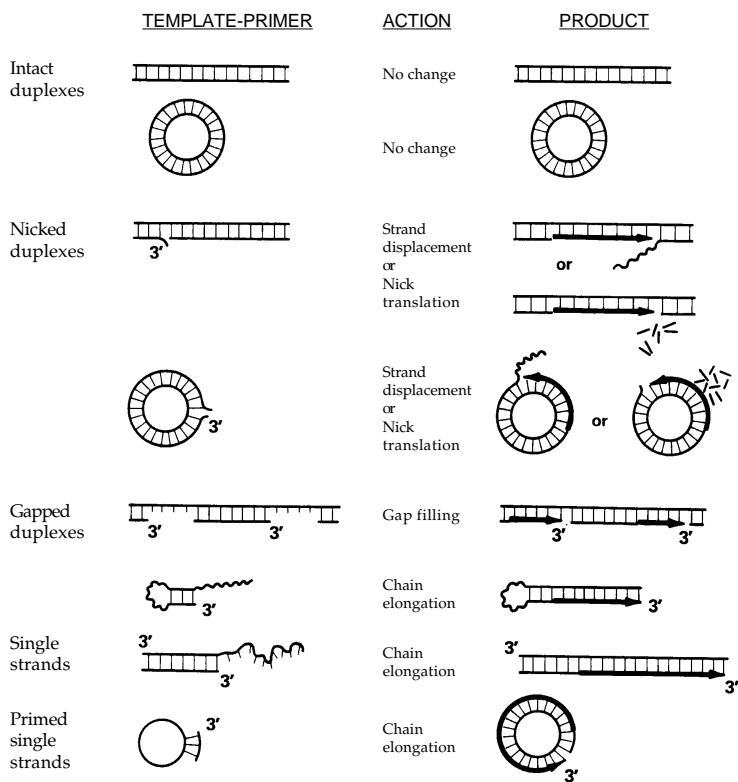 TEMPLATE-PRIMER ACTION PRODUCT
Intact
duplexes
No change
No change
Nicked
duplexes
3′
Strand
displacement
or
Nick
translation
or
3′
Strand
displacement
or
Nick
translation
or
Gapped
duplexes
3′ 3′
Gap filling
3′ 3′
3′
Chain
elongation
3′
Single
strands
3′
3′
Chain
elongation
3′
3′
Primed
single
strands
3′
Chain
elongation
3′